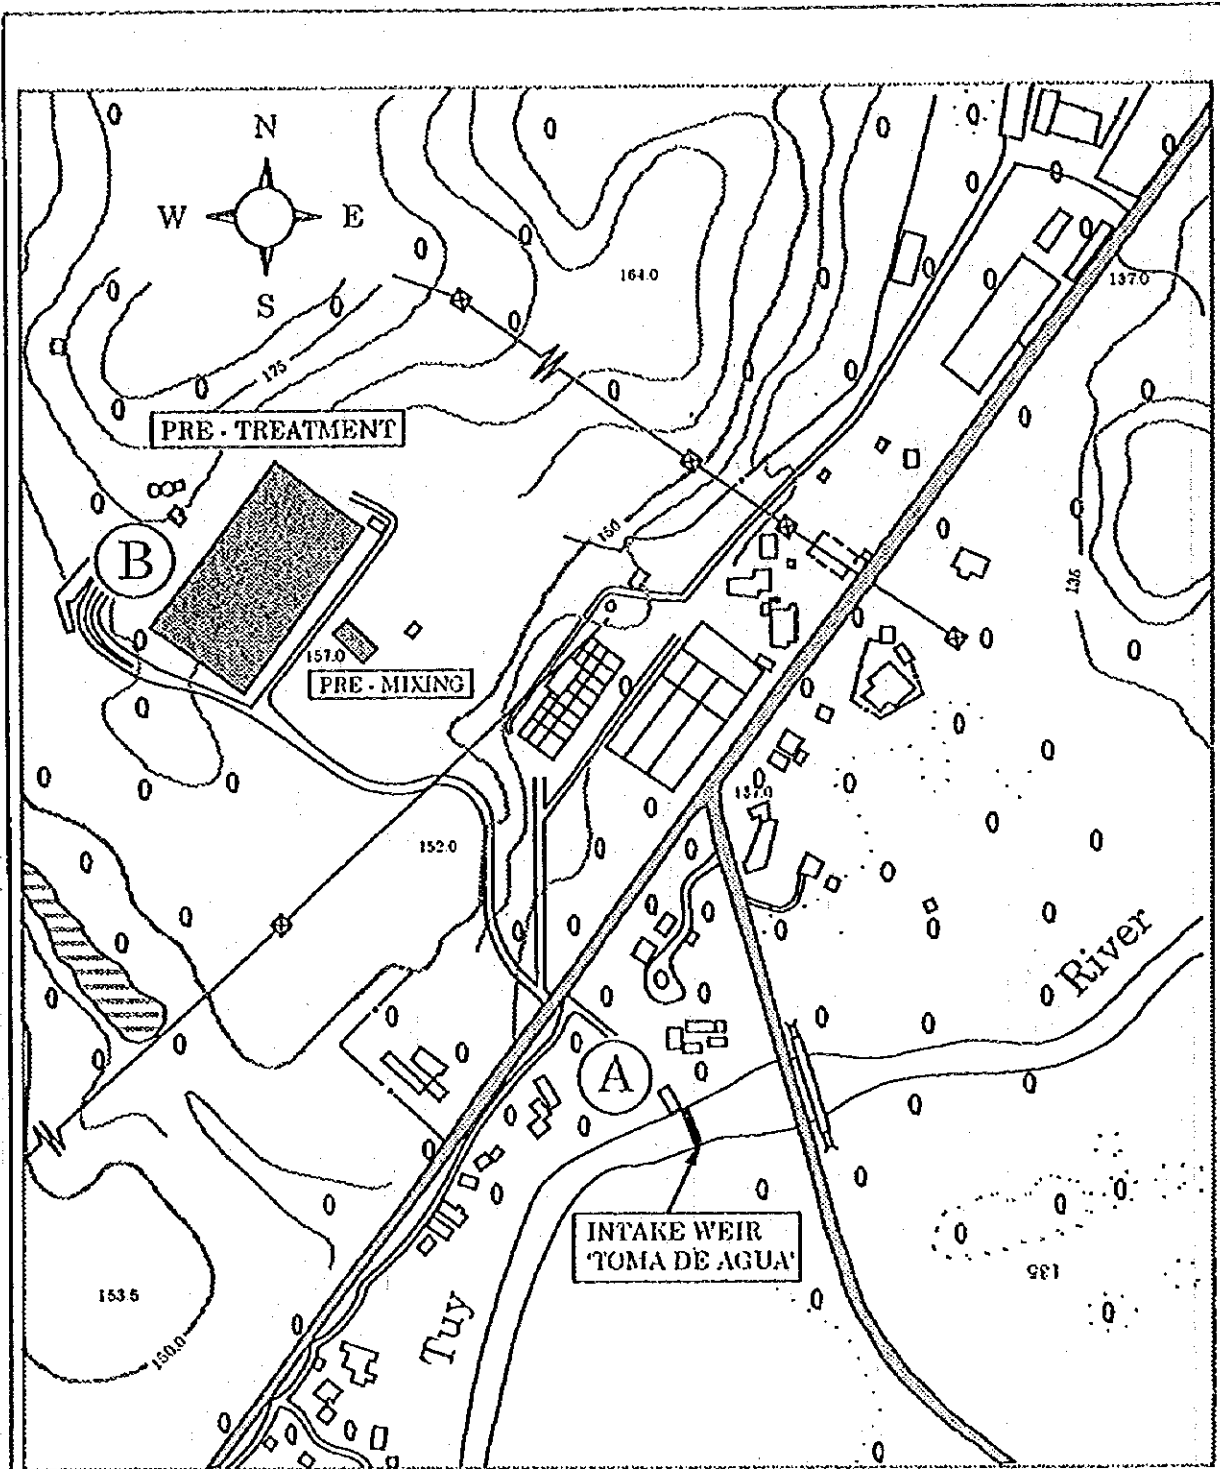 N
W E
S
164.0
137.0
175
PRE - TREATMENT
150
B
135
157.0
PRE - MIXING
137.0
152.0
River
A
INTAKE WEIR
'TOMA DE AGUA'
135
153.5
Tuy
150.0